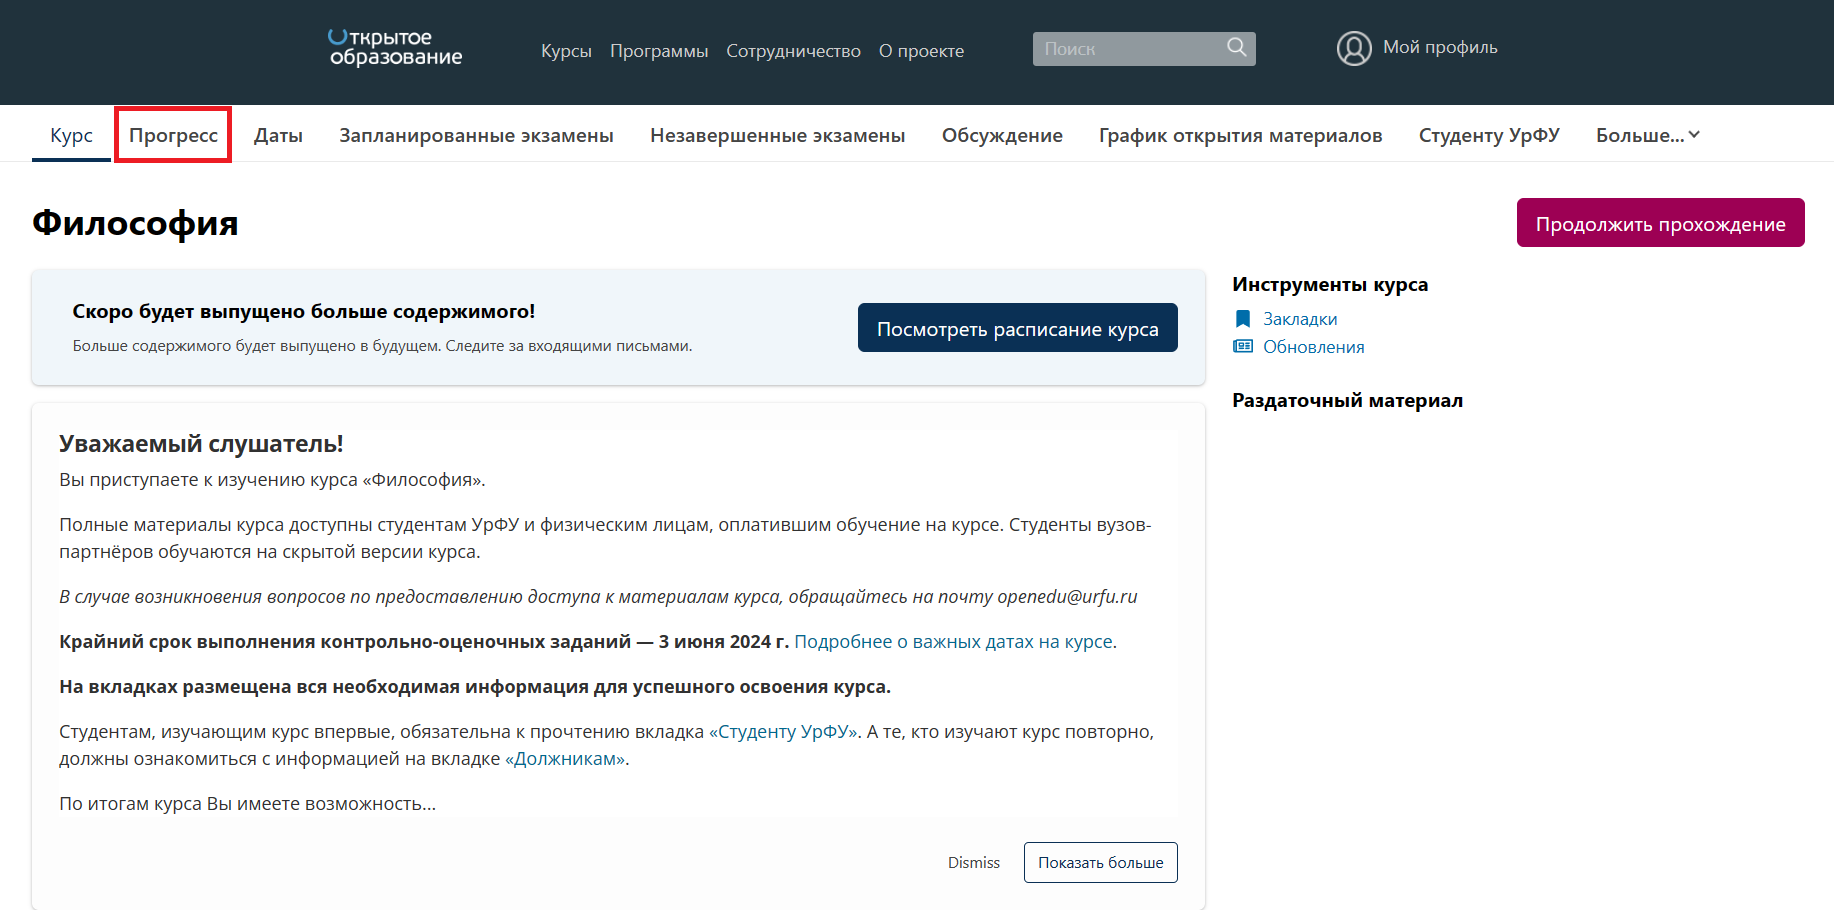 Открытое
образование
Курсы Программы Сотрудничество О проекте
Поиск
Мой профиль
Курс Прогресс Даты Запланированные экзамены Незавершенные экзамены Обсуждение График открытия материалов Студенту УрФУ Больше...
Философия
Продолжить прохождение
Скоро будет выпущено больше содержимого!
Больше содержимого будет выпущено в будущем. Следите за входящими письмами.
Посмотреть расписание курса
Инструменты курса
Закладки
Обновления
Раздаточный материал
Уважаемый слушатель!
Вы приступаете к изучению курса «Философия».
Полные материалы курса доступны студентам УрФУ и физическим лицам, оплатившим обучение на курсе. Студенты вузов-
партнёров обучаются на скрытой версии курса.
В случае возникновения вопросов по предоставлению доступа к материалам курса, обращайтесь на почту openedu@urfu.ru
Крайний срок выполнения контрольно-оценочных заданий — 3 июня 2024 г. Подробнее о важных датах на курсе.
На вкладках размещена вся необходимая информация для успешного освоения курса.
Студентам, изучающим курс впервые, обязательна к прочтению вкладка «Студенту УрФУ». А те, кто изучают курс повторно,
должны ознакомиться с информацией на вкладке «Должникам».
По итогам курса Вы имеете возможность...
Dismiss
Показать больше